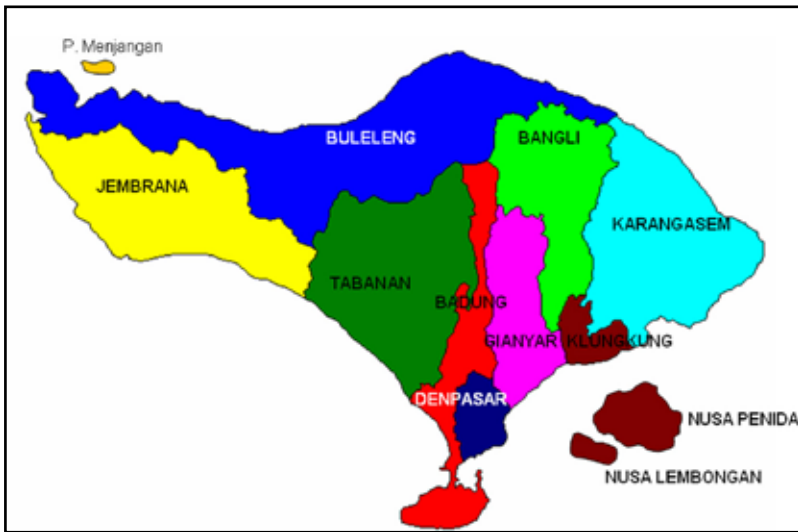 P. Menjangan
BULELENG
BANGLI
JEMBRANA
KARANGASEM
TABANAN
BADUNG
GIANYAR
KLUNGKUNG
DENPASAR
NUSA PENIDA
NUSA LEMBONGAN